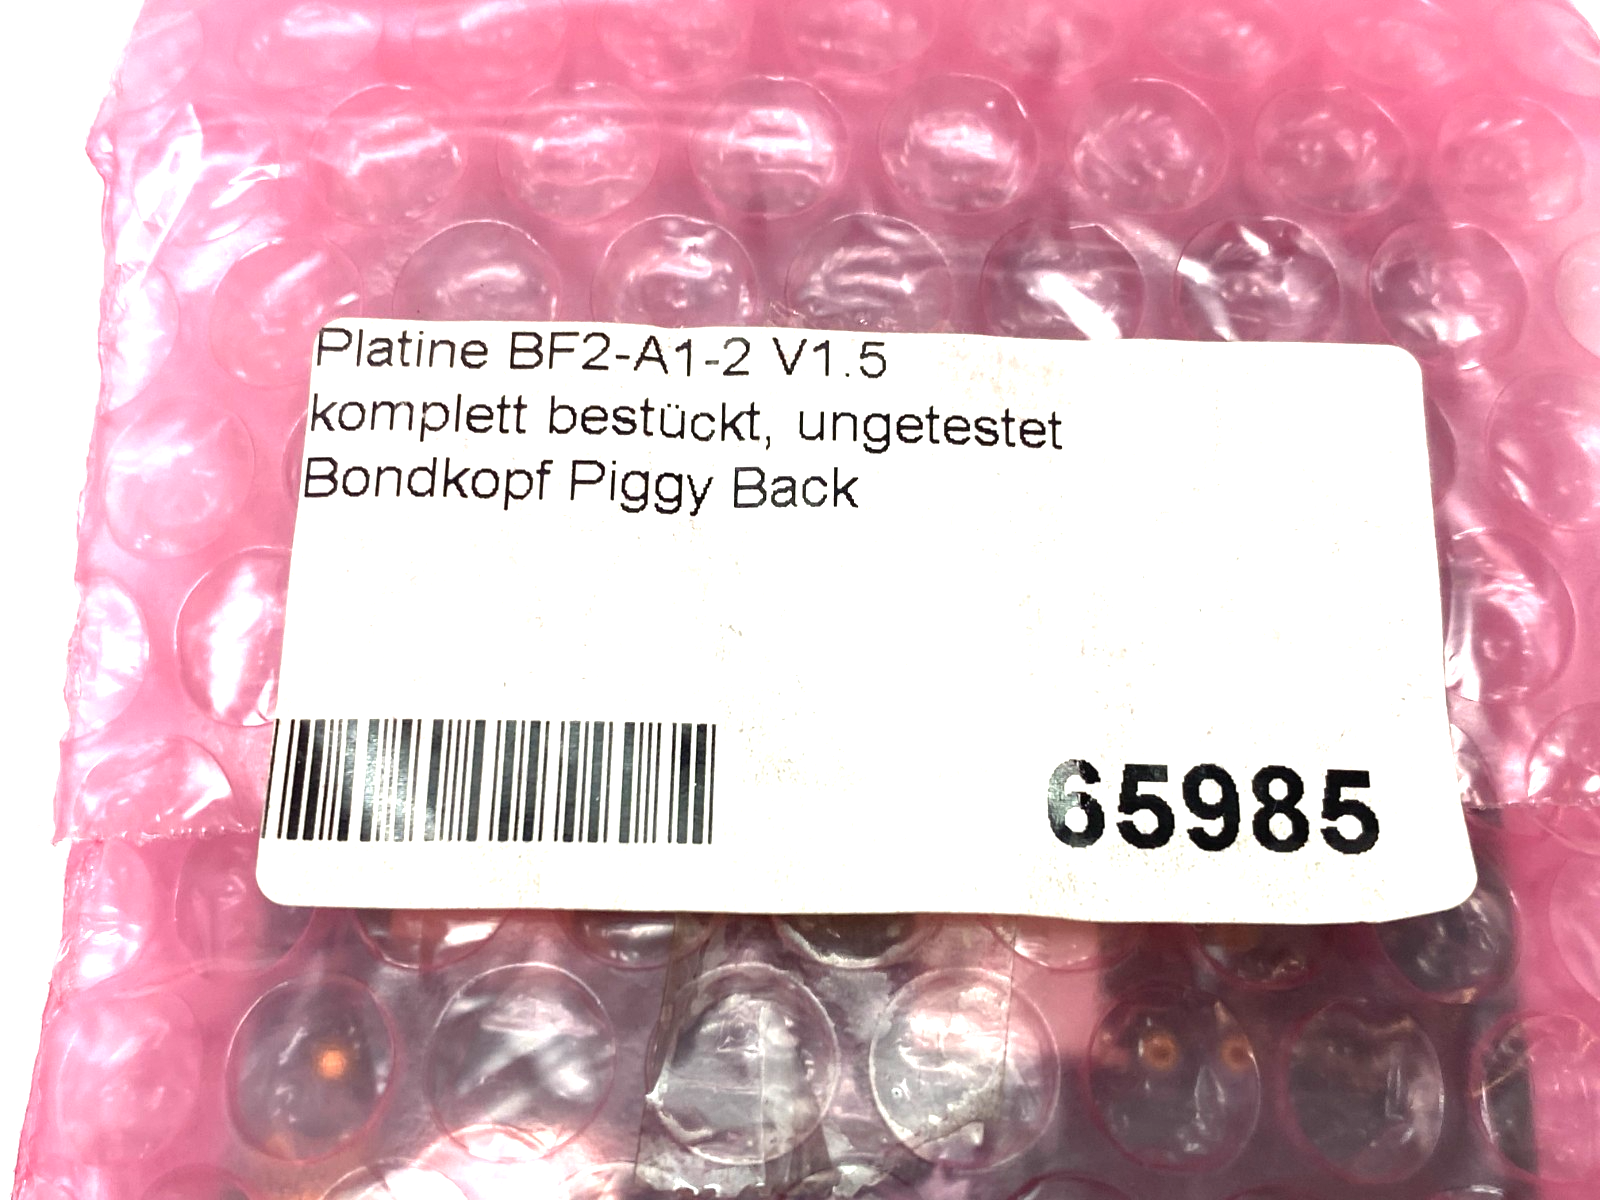 Platine BF2-A1-2 V1.5
komplett bestückt, ungetestet
Bondkopf Piggy Back
65985